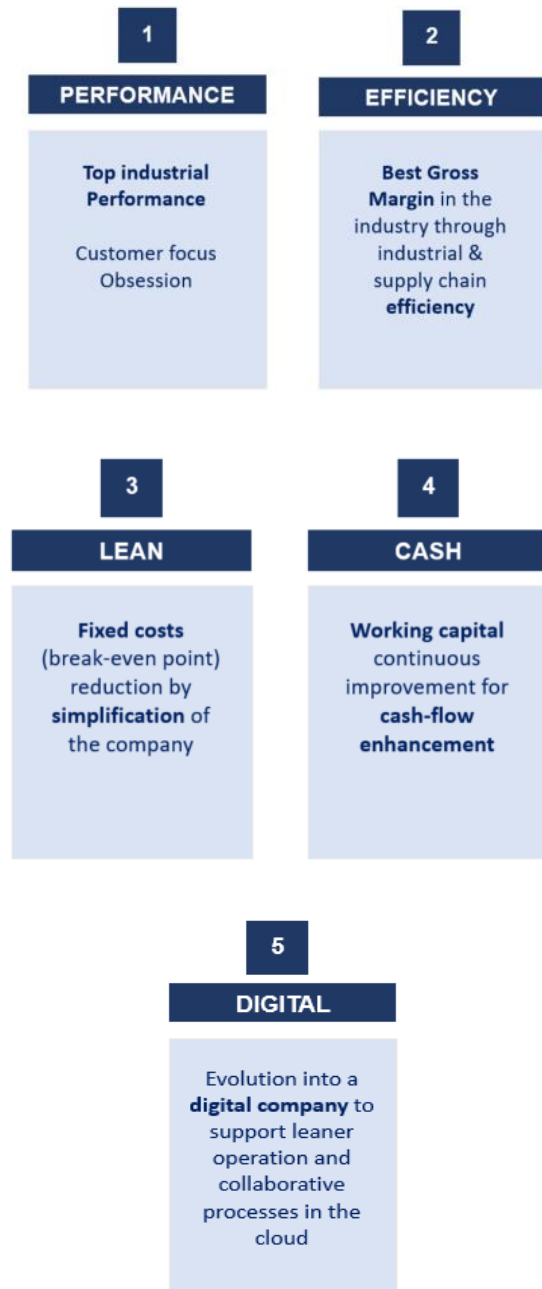 1
PERFORMANCE
Top industrial
Performance
Customer focus
Obsession
2
EFFICIENCY
Best Gross
Margin in the
industry through
industrial &
supply chain
efficiency
3
LEAN
Fixed costs
(break-even point)
reduction by
simplification of
the company
4
CASH
Working capital
continuous
improvement for
cash-flow
enhancement
5
DIGITAL
Evolution into a
digital company to
support leaner
operation and
collaborative
processes in the
cloud